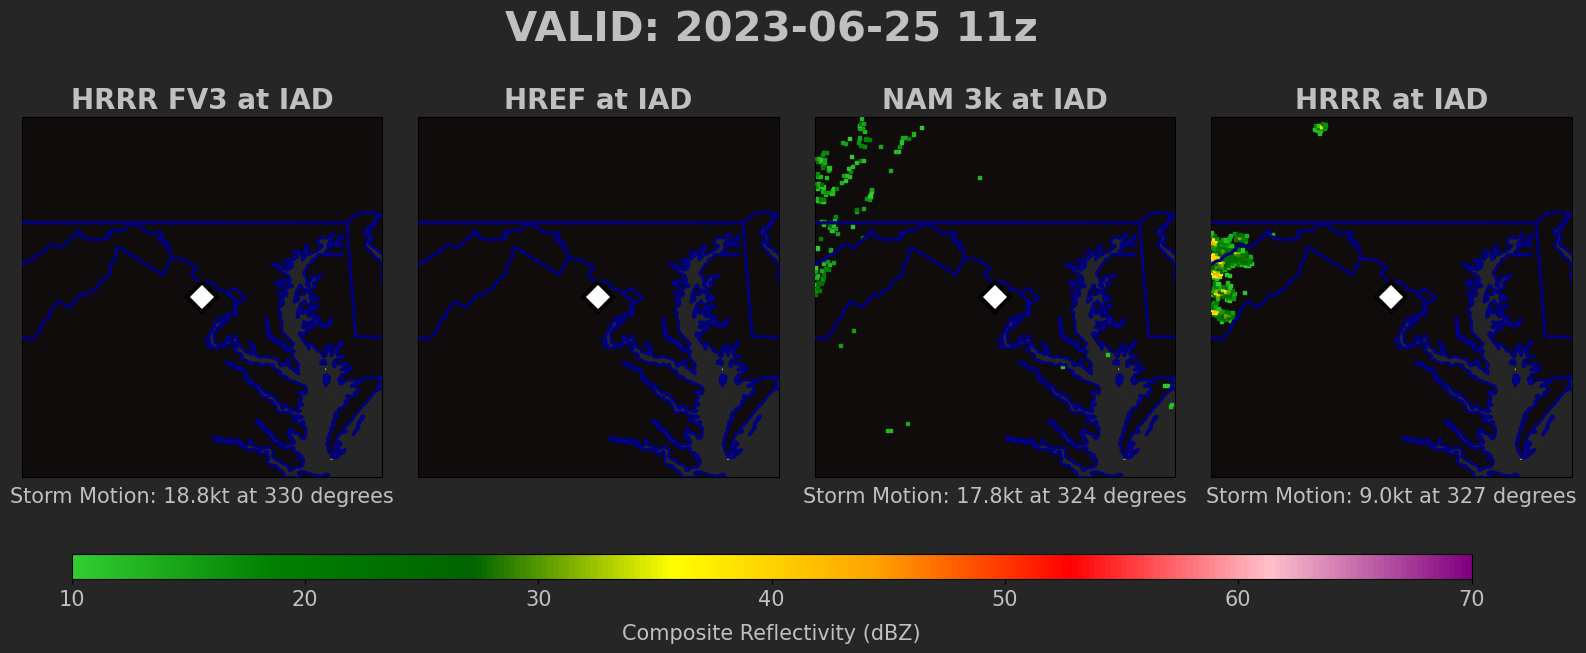 VALID: 2023-06-25 11z
HRRR FV3 at IAD
HREF at IAD
NAM 3k at IAD
HRRR at IAD
Storm Motion: 18.8kt at 330 degrees
Storm Motion: 17.8kt at 324 degrees
Storm Motion: 9.0kt at 327 degrees
10 20 30 40 50 60 70
Composite Reflectivity (dBZ)